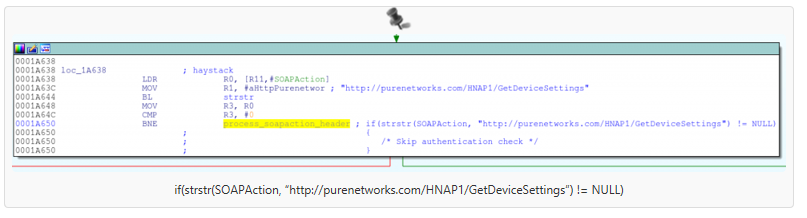 0001A638
0001A638 loc_1A638 ; haystack
0001A638 LDR R0, [R11,#SOAPAction]
0001A63C MOV R1, #aHttpPurenetwor ; "http://purenetworks.com/HNAP1/GetDeviceSettings"
0001A644 BL strstr
0001A648 MOV R3, R0
0001A64C CMP R3, #0
0001A650 BNE process_soapaction_header ; if(strstr(SOAPAction, "http://purenetworks.com/HNAP1/GetDeviceSettings") != NULL)
0001A650 ; {
0001A650 ; /* Skip authentication check */
0001A650 ; }
if(strstr(SOAPAction, “http://purenetworks.com/HNAP1/GetDeviceSettings”) != NULL)